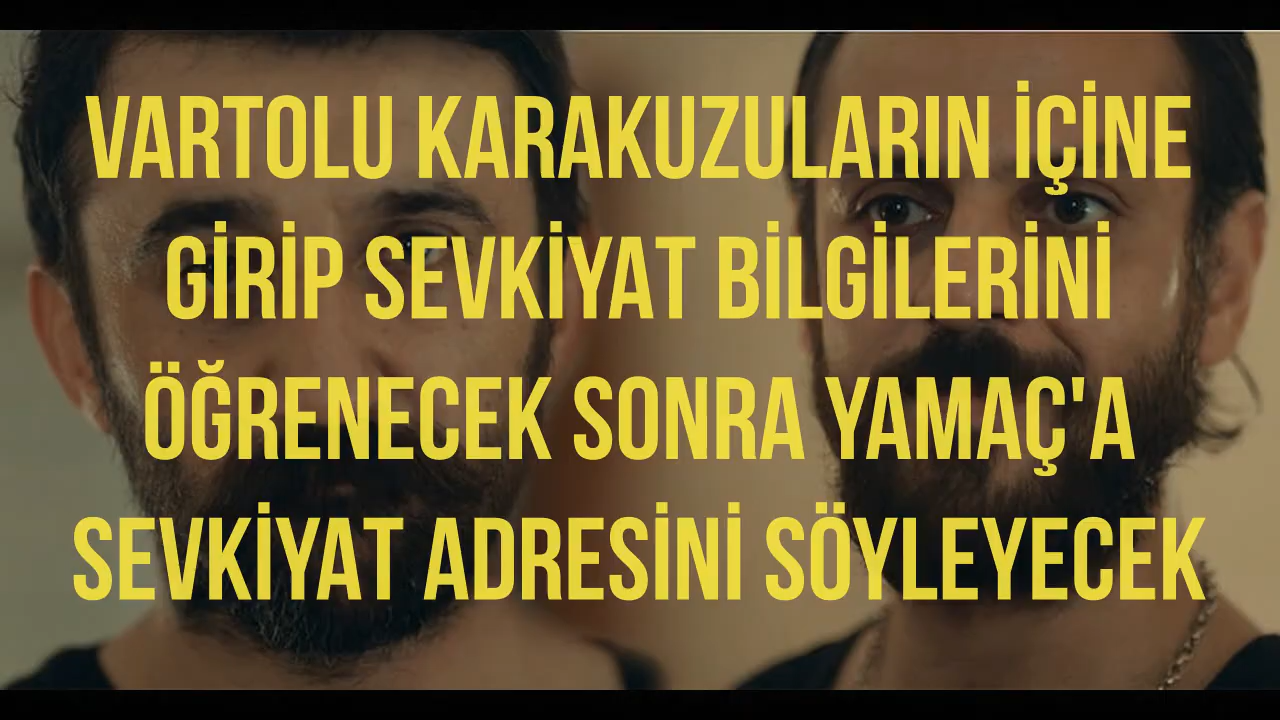 VARTOLU KARAKUZULARIN İÇİNE
GİRİP SEVKİYAT BİLGİLERİNİ
ÖĞRENECEK SONRA YAMAÇ'A
SEVKİYAT ADRESİNİ SÖYLEYECEK